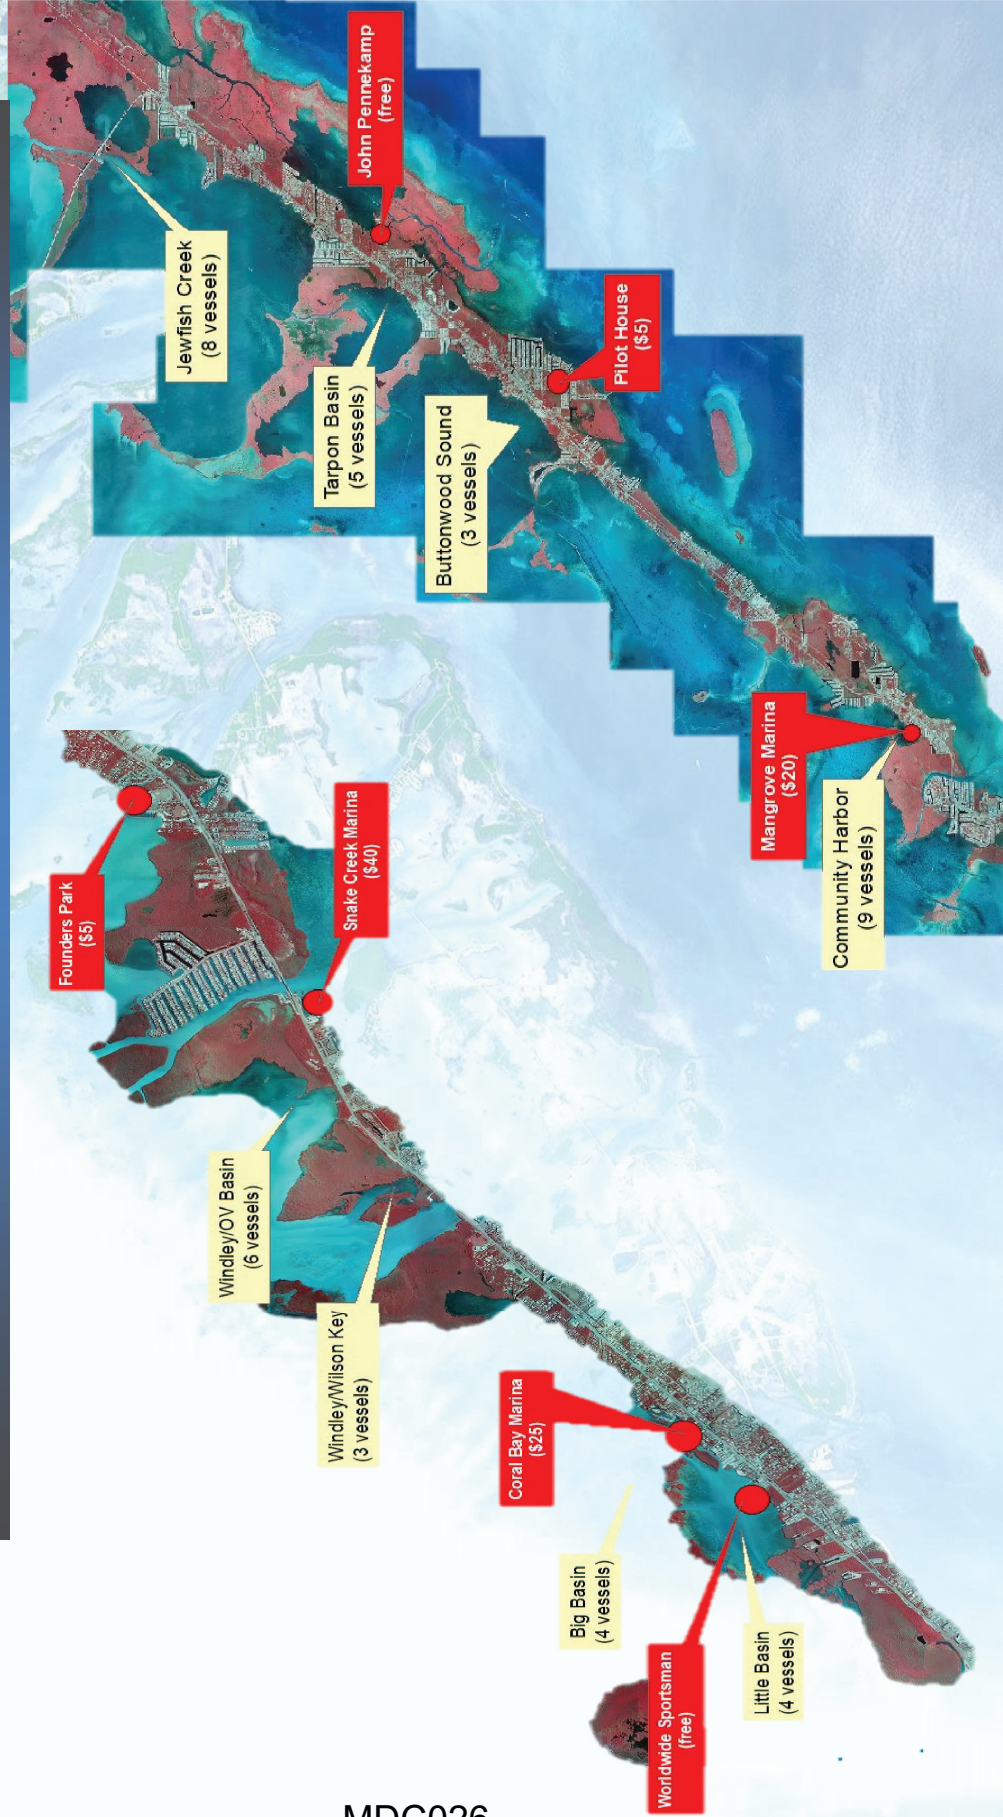 John Pennekamp
(free)
Jewfish Creek
(8 vessels)
Tarpon Basin
(5 vessels)
Pilot House
($5)
Buttonwood Sound
(3 vessels)
Mangrove Marina
($20)
Community Harbor
(9 vessels)
Founders Park
($5)
Snake Creek Marina
($40)
Windley/OV Basin
(6 vessels)
Windley/Wilson Key
(3 vessels)
Coral Bay Marina
($25)
Big Basin
(4 vessels)
Worldwide Sportsman
(free)
Little Basin
(4 vessels)
MDC026